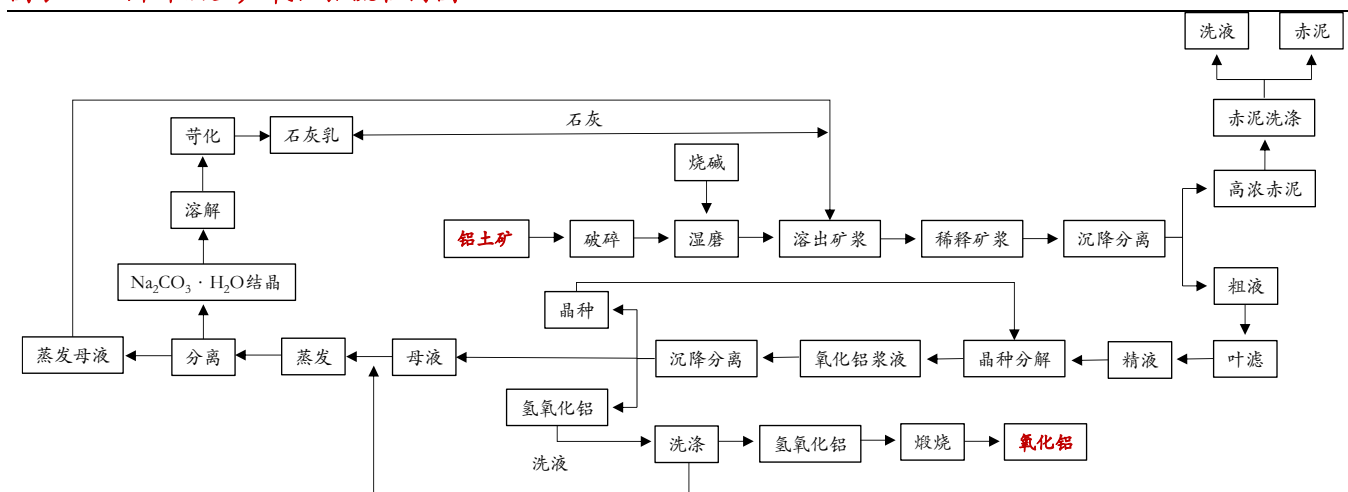 洗液 赤泥
赤泥洗涤
苛化 石灰乳 石灰
烧碱
高浓赤泥
溶解
铝土矿 破碎 湿磨 溶出矿浆 稀释矿浆 沉降分离
Na₂CO₃·H₂O结晶
粗液
晶种
蒸发母液 分离 蒸发 母液 沉降分离 氧化铝浆液 晶种分解 精液 叶滤
氢氧化铝
洗涤 氢氧化铝 煅烧 氧化铝
洗液